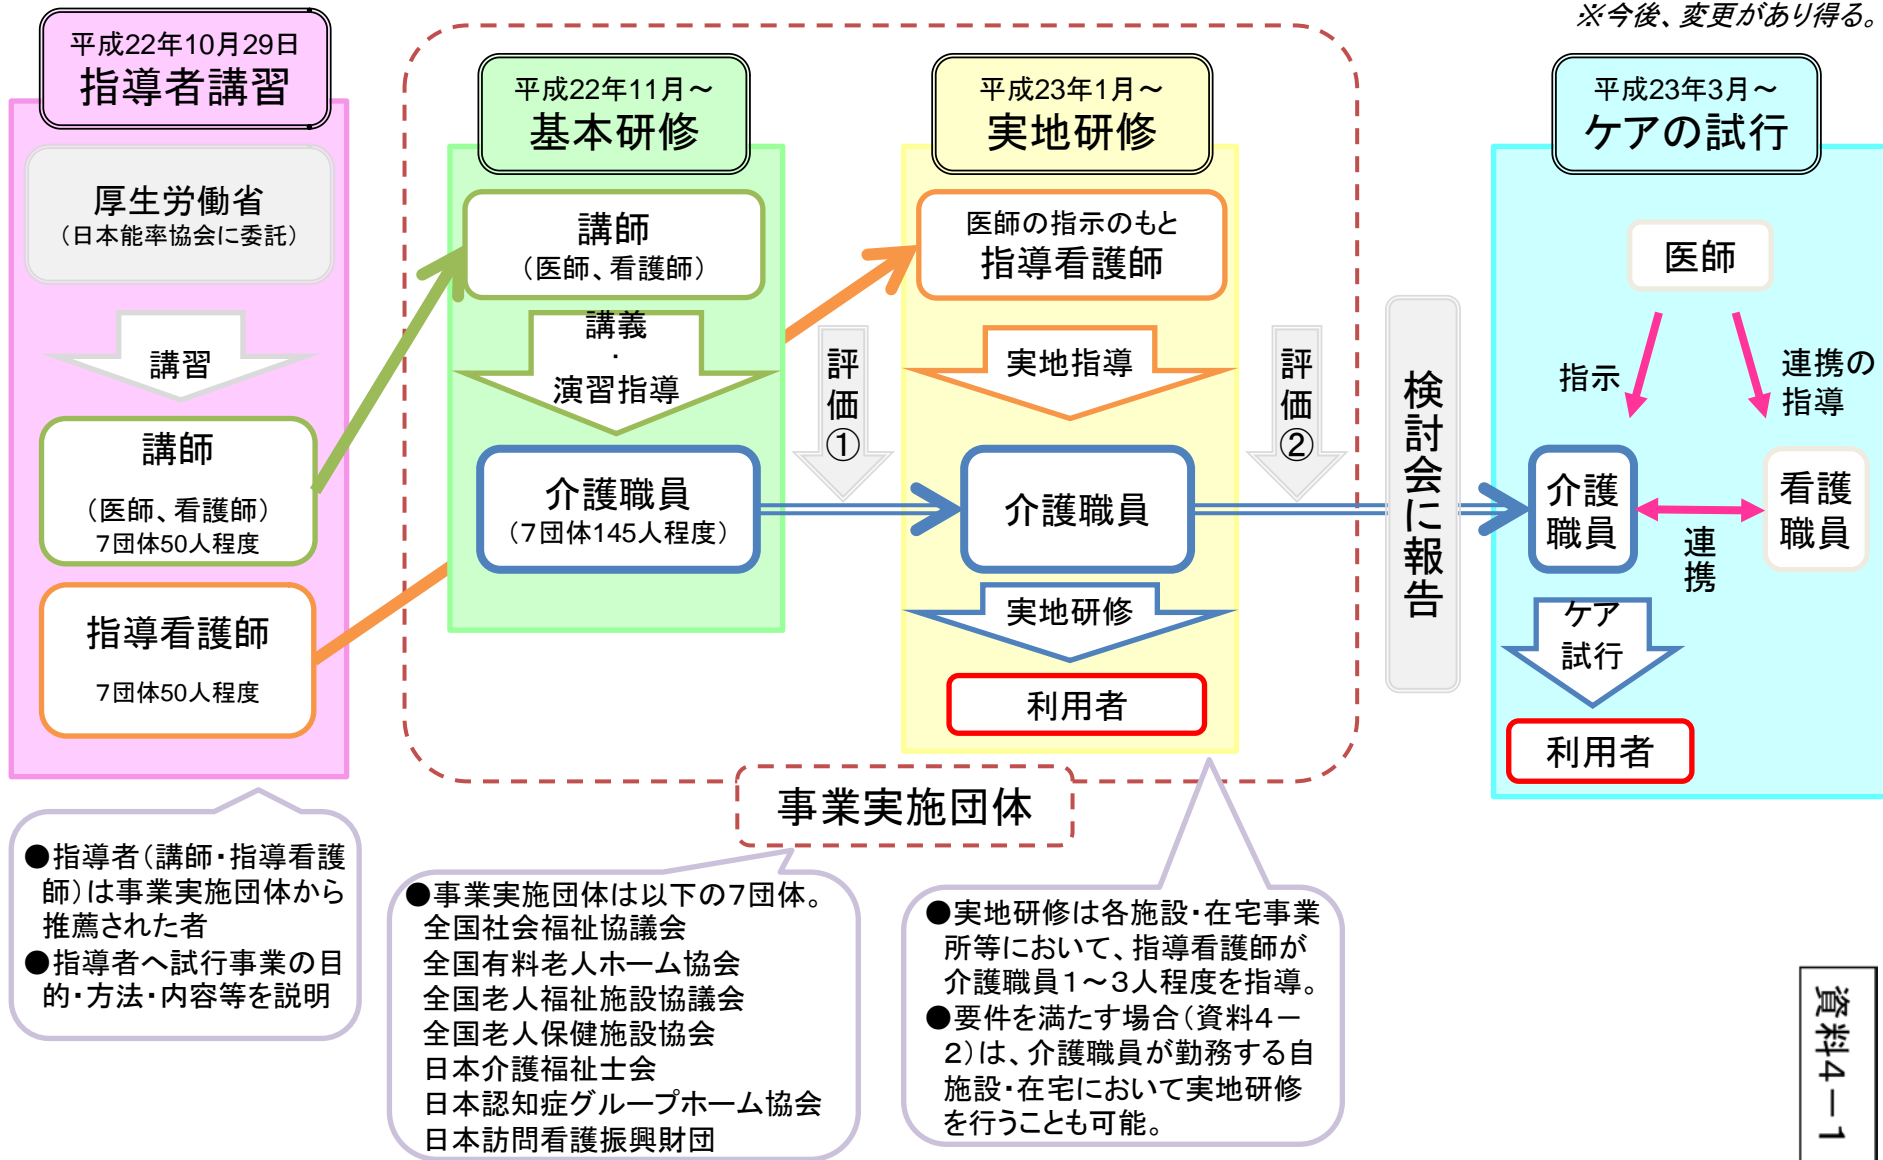 ※今後、変更があり得る。
平成22年10月29日
指導者講習
厚生労働省
（日本能率協会に委託）
講習
講師
（医師、看護師）
7団体50人程度
指導看護師
7団体50人程度
平成22年11月～
基本研修
講師
（医師、看護師）
講義
・
演習指導
介護職員
（7団体145人程度）
評価①
平成23年1月～
実地研修
医師の指示のもと
指導看護師
実地指導
介護職員
実地研修
利用者
評価②
検討会に報告
平成23年3月～
ケアの試行
医師
指示
連携の
指導
介護
職員
連携
看護
職員
ケア
試行
利用者
事業実施団体
●指導者（講師・指導看護
師）は事業実施団体から
推薦された者
●指導者へ試行事業の目
的・方法・内容等を説明
●事業実施団体は以下の7団体。
全国社会福祉協議会
全国有料老人ホーム協会
全国老人福祉施設協議会
全国老人保健施設協会
日本介護福祉士会
日本認知症グループホーム協会
日本訪問看護振興財団
●実地研修は各施設・在宅事業
所等において、指導看護師が
介護職員1～3人程度を指導。
●要件を満たす場合（資料4－
2）は、介護職員が勤務する自
施設・在宅において実地研修
を行うことも可能。
資料4－1